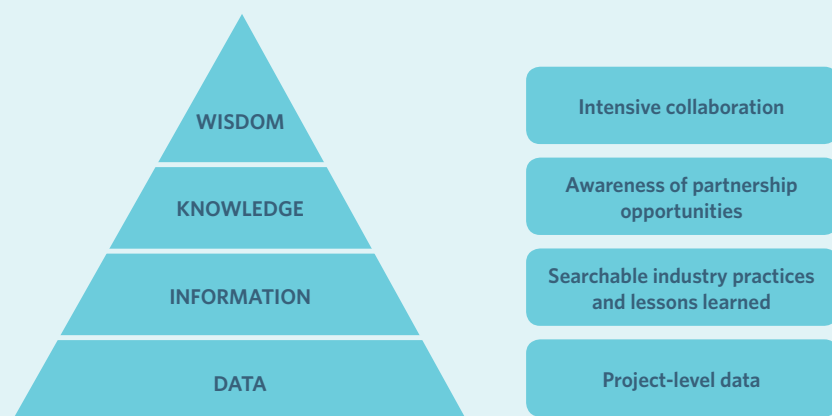 WISDOM
Intensive collaboration
KNOWLEDGE
Awareness of partnership
opportunities
INFORMATION
Searchable industry practices
and lessons learned
DATA
Project-level data